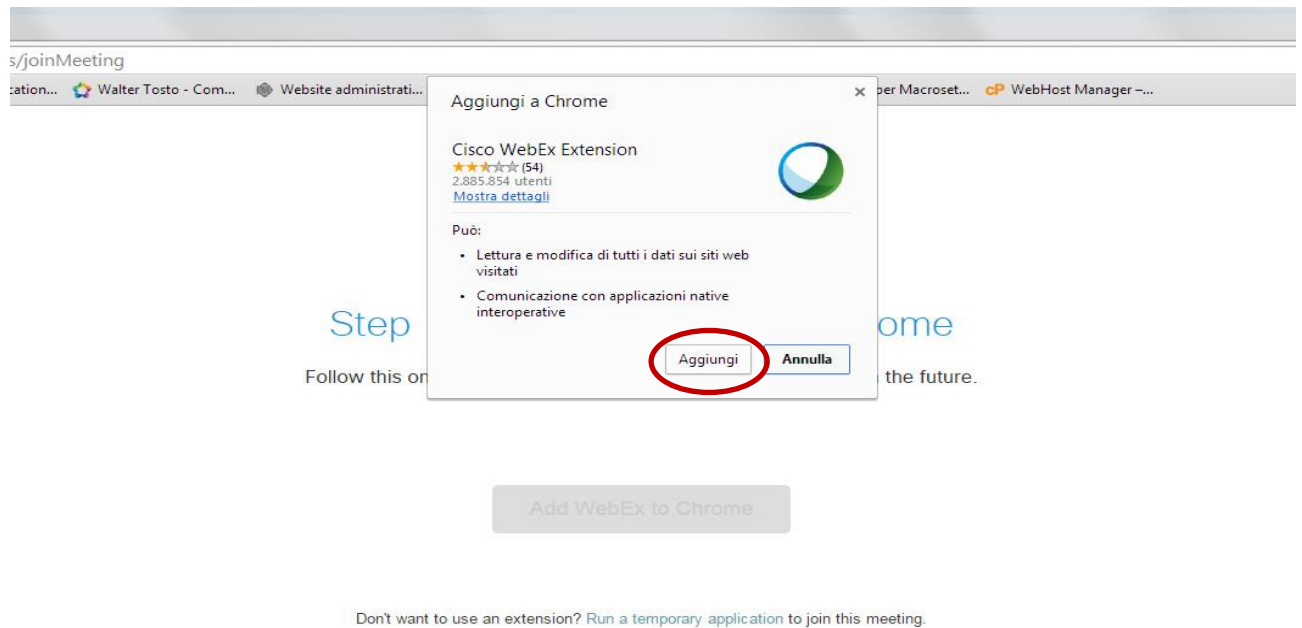 s/joinMeeting
cation... Walter Tosto - Com... Website administrati... per Macroset... cP WebHost Manager –...
Aggiungi a Chrome
Cisco WebEx Extension
(54)
2.885.854 utenti
Mostra dettagli
Può:
• Lettura e modifica di tutti i dati sui siti web
visitati
• Comunicazione con applicazioni native
interoperative
Aggiungi Annulla
Step ome
Follow this on the future.
Add WebEx to Chrome
Don't want to use an extension? Run a temporary application to join this meeting.